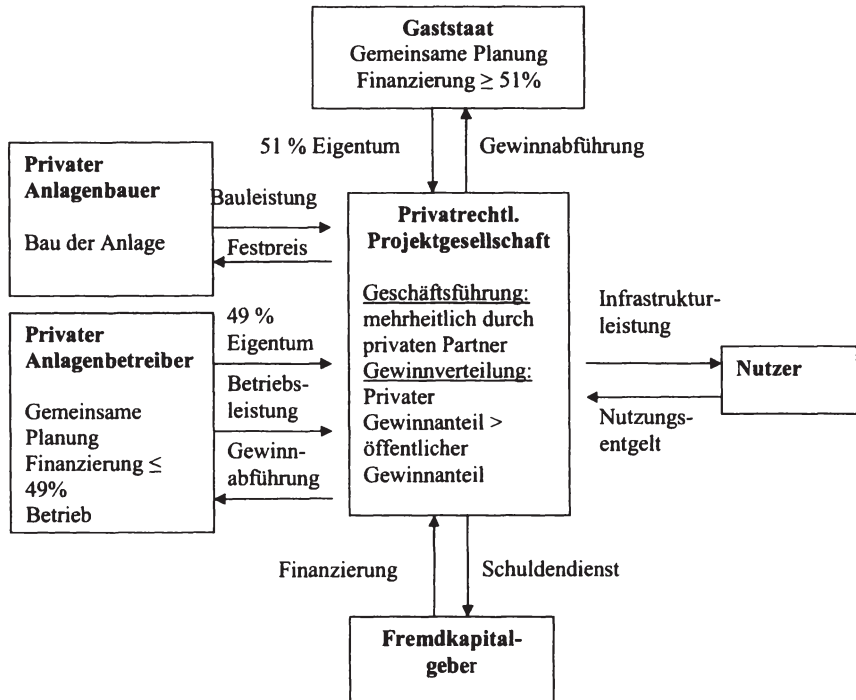 Gaststaat
Gemeinsame Planung
Finanzierung ≥ 51%
51 % Eigentum
Gewinnabführung
Privater
Anlagenbauer
Bau der Anlage
Bauleistung
Festpreis
Privatrechtl.
Projektgesellschaft
Geschäftsführung:
mehrheitlich durch
privaten Partner
Gewinnverteilung:
Privater
Gewinnanteil >
öffentlicher
Gewinnanteil
Privater
Anlagenbetreiber
Gemeinsame
Planung
Finanzierung ≤
49%
Betrieb
49 %
Eigentum
Betriebs-
leistung
Gewinn-
abführung
Infrastruktur-
leistung
Nutzer
Nutzungs-
entgelt
Finanzierung
Schuldendienst
Fremdkapital-
geber